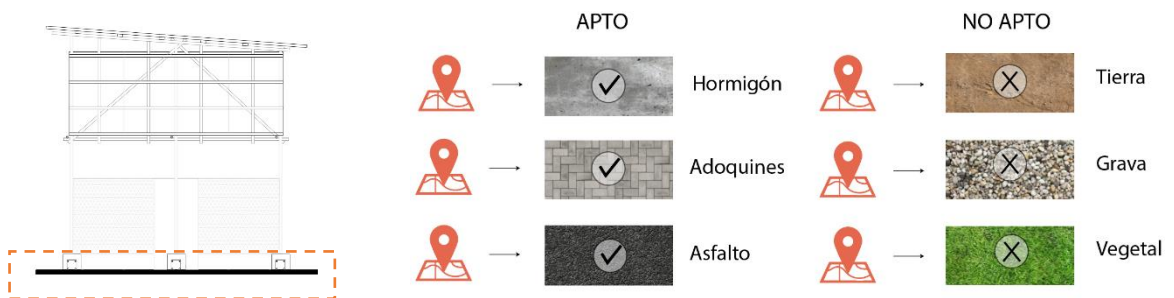 APTO
NO APTO
Hormigón
Tierra
Adoquines
Grava
Asfalto
Vegetal